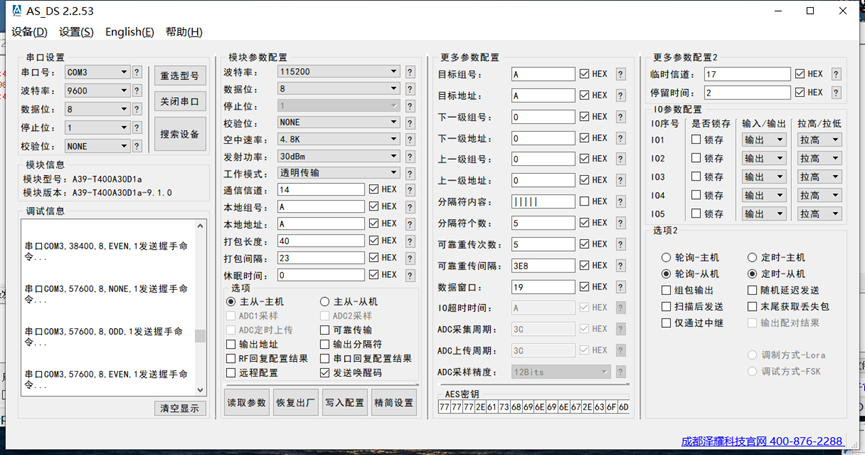 AS_DS 2.2.53
设备(D) 设置(S) English(E) 帮助(H)
串口设置
串口号: COM3 ?
波特率: 9600 ?
数据位: 8 ?
停止位: 1 ?
校验位: NONE ?
重选型号
关闭串口
搜索设备
模块信息
模块型号: A39-T400A30D1a
模块版本: A39-T400A30D1a-9.1.0
调试信息
串口COM3,38400,8,EVEN,1发送握手命
令...
串口COM3,57600,8,NONE,1发送握手命
令...
串口COM3,57600,8,ODD,1发送握手命
令...
串口COM3,57600,8,EVEN,1发送握手命
令...
清空显示
模块参数配置
波特率: 115200 ?
数据位: 8 ?
停止位: 1 ?
校验位: NONE ?
空中速率: 4.8K ?
发射功率: 30dBm ?
工作模式: 透明传输 ?
通信信道: 14 HEX ?
本地组号: A HEX ?
本地地址: A HEX ?
打包长度: 40 HEX ?
打包间隔: 23 HEX ?
休眠时间: 0 HEX ?
选项
主从-主机 主从-从机
ADC1采样 ADC2采样
ADC定时上传 可靠传输
输出地址 输出分隔符
RF回复配置结果 串口回复配置结果
远程配置 发送唤醒码
读取参数 恢复出厂 写入配置 精简设置
更多参数配置
目标组号: A HEX ?
目标地址: A HEX ?
下一级组号: 0 HEX ?
下一级地址: 0 HEX ?
上一级组号: 0 HEX ?
上一级地址: 0 HEX ?
分隔符内容: ||||| HEX ?
分隔符个数: 5 HEX ?
可靠重传次数: 5 HEX ?
可靠重传间隔: 3E8 HEX ?
数据窗口: 19 HEX ?
IO超时时间: A HEX ?
ADC采集周期: 3C HEX ?
ADC上传周期: 3C HEX ?
ADC采样精度: 12Bits ?
AES密钥
77 77 77 2E 61 73 68 69 6E 69 6E 67 2E 63 6F 6D
更多参数配置2
临时信道: 17 HEX ?
停留时间: 2 HEX ?
IO参数配置
IO序号 是否锁存 输入/输出 拉高/拉低
IO1 锁存 输出 拉高
IO2 锁存 输出 拉高
IO3 锁存 输出 拉高
IO4 锁存 输出 拉高
IO5 锁存 输出 拉高
选项2
轮询-主机 定时-主机
轮询-从机 定时-从机
组包输出 随机延迟发送
扫描后发送 末尾获取丢失包
仅通过中继 输出配对结果
调制方式-Lora
调试方式-FSK
成都泽耀科技官网 400-876-2288